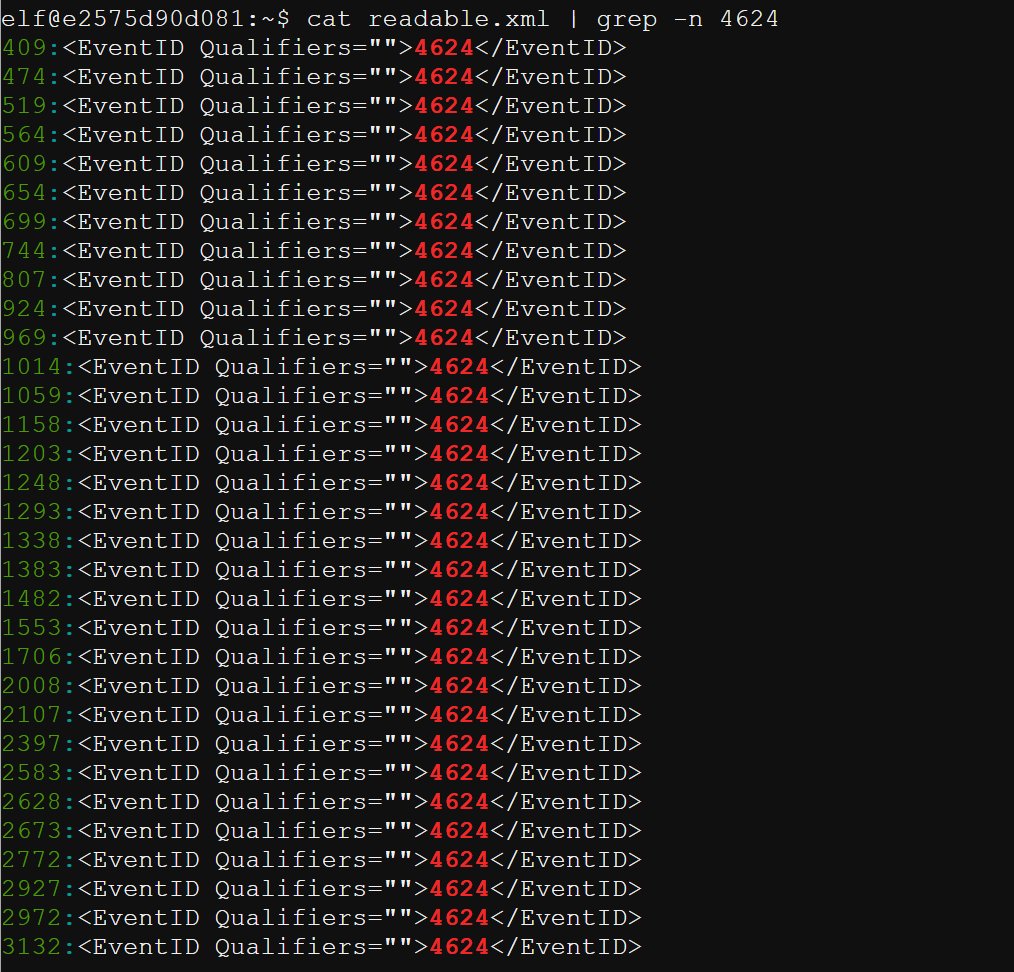 elf@e2575d90d081:~$ cat readable.xml | grep -n 4624
409:<EventID Qualifiers="">4624</EventID>
474:<EventID Qualifiers="">4624</EventID>
519:<EventID Qualifiers="">4624</EventID>
564:<EventID Qualifiers="">4624</EventID>
609:<EventID Qualifiers="">4624</EventID>
654:<EventID Qualifiers="">4624</EventID>
699:<EventID Qualifiers="">4624</EventID>
744:<EventID Qualifiers="">4624</EventID>
807:<EventID Qualifiers="">4624</EventID>
924:<EventID Qualifiers="">4624</EventID>
969:<EventID Qualifiers="">4624</EventID>
1014:<EventID Qualifiers="">4624</EventID>
1059:<EventID Qualifiers="">4624</EventID>
1158:<EventID Qualifiers="">4624</EventID>
1203:<EventID Qualifiers="">4624</EventID>
1248:<EventID Qualifiers="">4624</EventID>
1293:<EventID Qualifiers="">4624</EventID>
1338:<EventID Qualifiers="">4624</EventID>
1383:<EventID Qualifiers="">4624</EventID>
1482:<EventID Qualifiers="">4624</EventID>
1553:<EventID Qualifiers="">4624</EventID>
1706:<EventID Qualifiers="">4624</EventID>
2008:<EventID Qualifiers="">4624</EventID>
2107:<EventID Qualifiers="">4624</EventID>
2397:<EventID Qualifiers="">4624</EventID>
2583:<EventID Qualifiers="">4624</EventID>
2628:<EventID Qualifiers="">4624</EventID>
2673:<EventID Qualifiers="">4624</EventID>
2772:<EventID Qualifiers="">4624</EventID>
2927:<EventID Qualifiers="">4624</EventID>
2972:<EventID Qualifiers="">4624</EventID>
3132:<EventID Qualifiers="">4624</EventID>